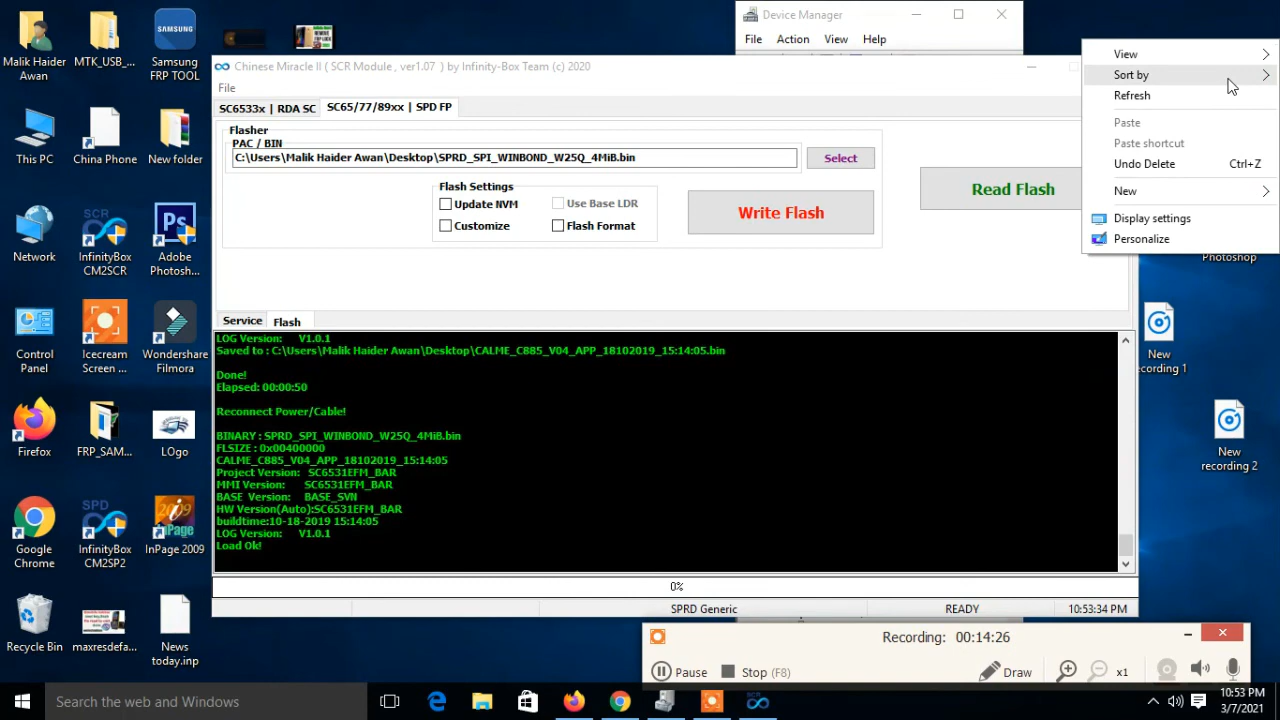 Malik Haider
Awan
MTK_USB_...
Samsung
FRP TOOL
This PC
China Phone
New folder
Network
InfinityBox
CM2SCR
Adobe
Photosh...
Control
Panel
Icecream
Screen ...
Wondershare
Filmora
Firefox
FRP_SAM...
LOgo
Google
Chrome
InfinityBox
CM2SP2
InPage 2009
Recycle Bin
maxresdefa...
News
today.inp
Device Manager
File Action View Help
Chinese Miracle II ( SCR Module , ver1.07 ) by Infinity-Box Team (c) 2020
File
SC6533x | RDA SC SC65/77/89xx | SPD FP
Flasher
PAC / BIN
C:\Users\Malik Haider Awan\Desktop\SPRD_SPI_WINBOND_W25Q_4MiB.bin
Select
Flash Settings
Update NVM
Use Base LDR
Customize
Flash Format
Write Flash
Read Flash
Service Flash
LOG Version: V1.0.1
Saved to : C:\Users\Malik Haider Awan\Desktop\CALME_C885_V04_APP_18102019_15:14:05.bin
Done!
Elapsed: 00:00:50
Reconnect Power/Cable!
BINARY : SPRD_SPI_WINBOND_W25Q_4MiB.bin
FLSIZE : 0x00400000
CALME_C885_V04_APP_18102019_15:14:05
Project Version: SC6531EFM_BAR
MMI Version: SC6531EFM_BAR
BASE Version: BASE_SVN
HW Version(Auto):SC6531EFM_BAR
buildtime:10-18-2019 15:14:05
LOG Version: V1.0.1
Load Ok!
0%
SPRD Generic
READY
10:53:34 PM
View
Sort by
Refresh
Paste
Paste shortcut
Undo Delete Ctrl+Z
New
Display settings
Personalize
Photoshop
New
ecording 1
New
recording 2
Recording: 00:14:26
Pause
Stop (F8)
Draw
x1
Search the web and Windows
10:53 PM
3/7/2021